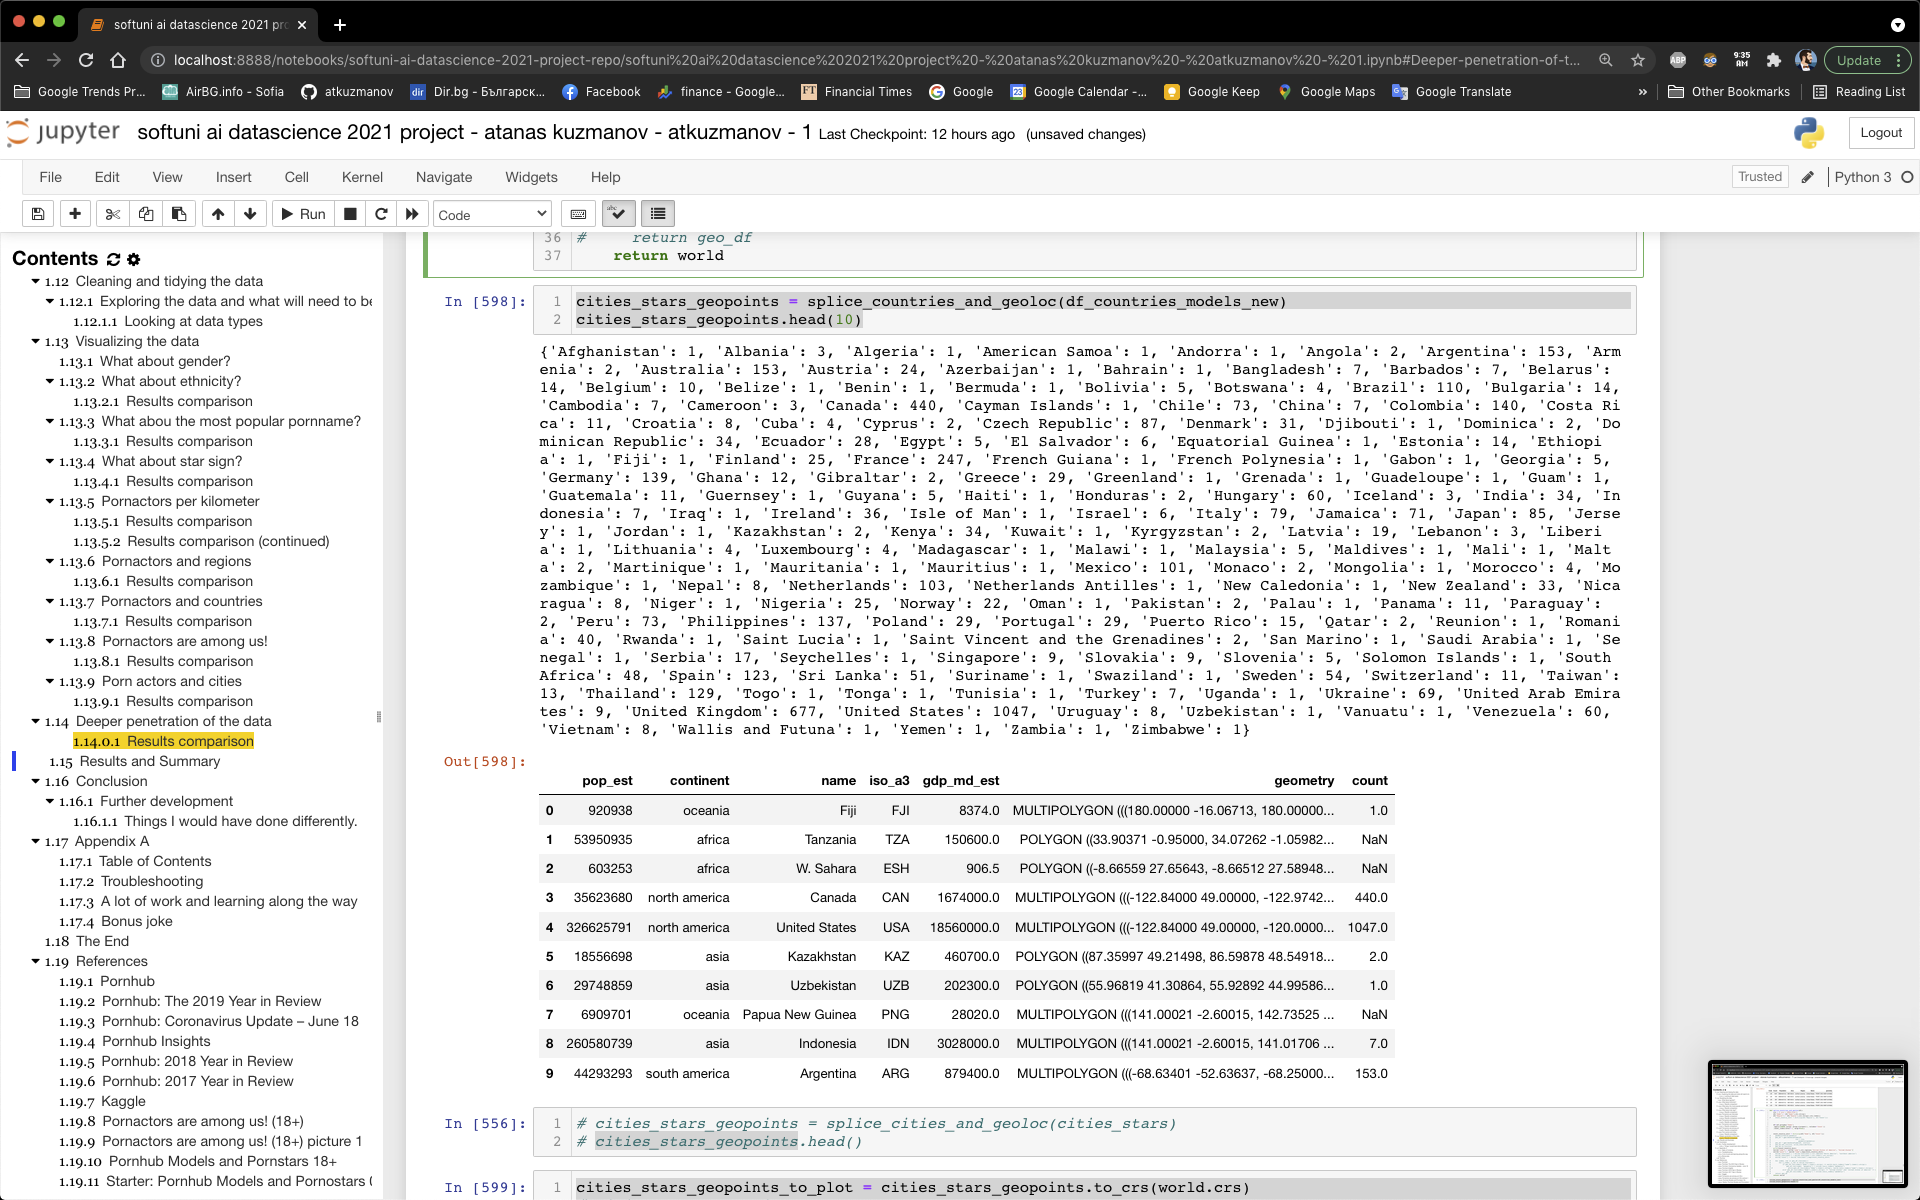 softuni ai datascience 2021 pro
localhost:8888/notebooks/softuni-ai-datascience-2021-project-repo/softuni%20ai%20datascience%202021%20project%20-%20atanas%20kuzmanov%20-%20atkuzmanov%20-%201.ipynb#Deeper-penetration-of-t...
ABP
9:35 AM
Update
Google Trends Pr...
AirBG.info - Sofia
atkuzmanov
dir Dir.bg - Българск...
Facebook
finance - Google...
FT Financial Times
Google
Google Calendar -...
Google Keep
Google Maps
Google Translate
»
Other Bookmarks
Reading List
jupyter softuni ai datascience 2021 project - atanas kuzmanov - atkuzmanov - 1 Last Checkpoint: 12 hours ago (unsaved changes)
Logout
File Edit View Insert Cell Kernel Navigate Widgets Help
Trusted
Python 3
Run
Code
Contents
1.12 Cleaning and tidying the data
1.12.1 Exploring the data and what will need to be
1.12.1.1 Looking at data types
1.13 Visualizing the data
1.13.1 What about gender?
1.13.2 What about ethnicity?
1.13.2.1 Results comparison
1.13.3 What abou the most popular pornname?
1.13.3.1 Results comparison
1.13.4 What about star sign?
1.13.4.1 Results comparison
1.13.5 Pornactors per kilometer
1.13.5.1 Results comparison
1.13.5.2 Results comparison (continued)
1.13.6 Pornactors and regions
1.13.6.1 Results comparison
1.13.7 Pornactors and countries
1.13.7.1 Results comparison
1.13.8 Pornactors are among us!
1.13.8.1 Results comparison
1.13.9 Porn actors and cities
1.13.9.1 Results comparison
1.14 Deeper penetration of the data
1.14.0.1 Results comparison
1.15 Results and Summary
1.16 Conclusion
1.16.1 Further development
1.16.1.1 Things I would have done differently.
1.17 Appendix A
1.17.1 Table of Contents
1.17.2 Troubleshooting
1.17.3 A lot of work and learning along the way
1.17.4 Bonus joke
1.18 The End
1.19 References
1.19.1 Pornhub
1.19.2 Pornhub: The 2019 Year in Review
1.19.3 Pornhub: Coronavirus Update – June 18
1.19.4 Pornhub Insights
1.19.5 Pornhub: 2018 Year in Review
1.19.6 Pornhub: 2017 Year in Review
1.19.7 Kaggle
1.19.8 Pornactors are among us! (18+)
1.19.9 Pornactors are among us! (18+) picture 1
1.19.10 Pornhub Models and Pornstars 18+
1.19.11 Starter: Pornhub Models and Pornostars (
36 # return geo_df
37 return world
In [598]:
1 cities_stars_geopoints = splice_countries_and_geoloc(df_countries_models_new)
2 cities_stars_geopoints.head(10)
{'Afghanistan': 1, 'Albania': 3, 'Algeria': 1, 'American Samoa': 1, 'Andorra': 1, 'Angola': 2, 'Argentina': 153, 'Arm
enia': 2, 'Australia': 153, 'Austria': 24, 'Azerbaijan': 1, 'Bahrain': 1, 'Bangladesh': 7, 'Barbados': 7, 'Belarus':
14, 'Belgium': 10, 'Belize': 1, 'Benin': 1, 'Bermuda': 1, 'Bolivia': 5, 'Botswana': 4, 'Brazil': 110, 'Bulgaria': 14,
'Cambodia': 7, 'Cameroon': 3, 'Canada': 440, 'Cayman Islands': 1, 'Chile': 73, 'China': 7, 'Colombia': 140, 'Costa Ri
ca': 11, 'Croatia': 8, 'Cuba': 4, 'Cyprus': 2, 'Czech Republic': 87, 'Denmark': 31, 'Djibouti': 1, 'Dominica': 2, 'Do
minican Republic': 34, 'Ecuador': 28, 'Egypt': 5, 'El Salvador': 6, 'Equatorial Guinea': 1, 'Estonia': 14, 'Ethiopi
a': 1, 'Fiji': 1, 'Finland': 25, 'France': 247, 'French Guiana': 1, 'French Polynesia': 1, 'Gabon': 1, 'Georgia': 5,
'Germany': 139, 'Ghana': 12, 'Gibraltar': 2, 'Greece': 29, 'Greenland': 1, 'Grenada': 1, 'Guadeloupe': 1, 'Guam': 1,
'Guatemala': 11, 'Guernsey': 1, 'Guyana': 5, 'Haiti': 1, 'Honduras': 2, 'Hungary': 60, 'Iceland': 3, 'India': 34, 'In
donesia': 7, 'Iraq': 1, 'Ireland': 36, 'Isle of Man': 1, 'Israel': 6, 'Italy': 79, 'Jamaica': 71, 'Japan': 85, 'Jerse
y': 1, 'Jordan': 1, 'Kazakhstan': 2, 'Kenya': 34, 'Kuwait': 1, 'Kyrgyzstan': 2, 'Latvia': 19, 'Lebanon': 3, 'Liberi
a': 1, 'Lithuania': 4, 'Luxembourg': 4, 'Madagascar': 1, 'Malawi': 1, 'Malaysia': 5, 'Maldives': 1, 'Mali': 1, 'Malt
a': 2, 'Martinique': 1, 'Mauritania': 1, 'Mauritius': 1, 'Mexico': 101, 'Monaco': 2, 'Mongolia': 1, 'Morocco': 4, 'Mo
zambique': 1, 'Nepal': 8, 'Netherlands': 103, 'Netherlands Antilles': 1, 'New Caledonia': 1, 'New Zealand': 33, 'Nica
ragua': 8, 'Niger': 1, 'Nigeria': 25, 'Norway': 22, 'Oman': 1, 'Pakistan': 2, 'Palau': 1, 'Panama': 11, 'Paraguay':
2, 'Peru': 73, 'Philippines': 137, 'Poland': 29, 'Portugal': 29, 'Puerto Rico': 15, 'Qatar': 2, 'Reunion': 1, 'Romani
a': 40, 'Rwanda': 1, 'Saint Lucia': 1, 'Saint Vincent and the Grenadines': 2, 'San Marino': 1, 'Saudi Arabia': 1, 'Se
negal': 1, 'Serbia': 17, 'Seychelles': 1, 'Singapore': 9, 'Slovakia': 9, 'Slovenia': 5, 'Solomon Islands': 1, 'South
Africa': 48, 'Spain': 123, 'Sri Lanka': 51, 'Suriname': 1, 'Swaziland': 1, 'Sweden': 54, 'Switzerland': 11, 'Taiwan':
13, 'Thailand': 129, 'Togo': 1, 'Tonga': 1, 'Tunisia': 1, 'Turkey': 7, 'Uganda': 1, 'Ukraine': 69, 'United Arab Emira
tes': 9, 'United Kingdom': 677, 'United States': 1047, 'Uruguay': 8, 'Uzbekistan': 1, 'Vanuatu': 1, 'Venezuela': 60,
'Vietnam': 8, 'Wallis and Futuna': 1, 'Yemen': 1, 'Zambia': 1, 'Zimbabwe': 1}
Out[598]:
pop_est continent name iso_a3 gdp_md_est geometry count
0 920938 oceania Fiji FJI 8374.0 MULTIPOLYGON (((180.00000 -16.06713, 180.00000... 1.0
1 53950935 africa Tanzania TZA 150600.0 POLYGON ((33.90371 -0.95000, 34.07262 -1.05982... NaN
2 603253 africa W. Sahara ESH 906.5 POLYGON ((-8.66559 27.65643, -8.66512 27.58948... NaN
3 35623680 north america Canada CAN 1674000.0 MULTIPOLYGON (((-122.84000 49.00000, -122.9742... 440.0
4 326625791 north america United States USA 18560000.0 MULTIPOLYGON (((-122.84000 49.00000, -120.0000... 1047.0
5 18556698 asia Kazakhstan KAZ 460700.0 POLYGON ((87.35997 49.21498, 86.59878 48.54918... 2.0
6 29748859 asia Uzbekistan UZB 202300.0 POLYGON ((55.96819 41.30864, 55.92892 44.99586... 1.0
7 6909701 oceania Papua New Guinea PNG 28020.0 MULTIPOLYGON (((141.00021 -2.60015, 142.73525 ... NaN
8 260580739 asia Indonesia IDN 3028000.0 MULTIPOLYGON (((141.00021 -2.60015, 141.01706 ... 7.0
9 44293293 south america Argentina ARG 879400.0 MULTIPOLYGON (((-68.63401 -52.63637, -68.25000... 153.0
In [556]:
1 # cities_stars_geopoints = splice_cities_and_geoloc(cities_stars)
2 # cities_stars_geopoints.head()
In [599]:
1 cities_stars_geopoints_to_plot = cities_stars_geopoints.to_crs(world.crs)